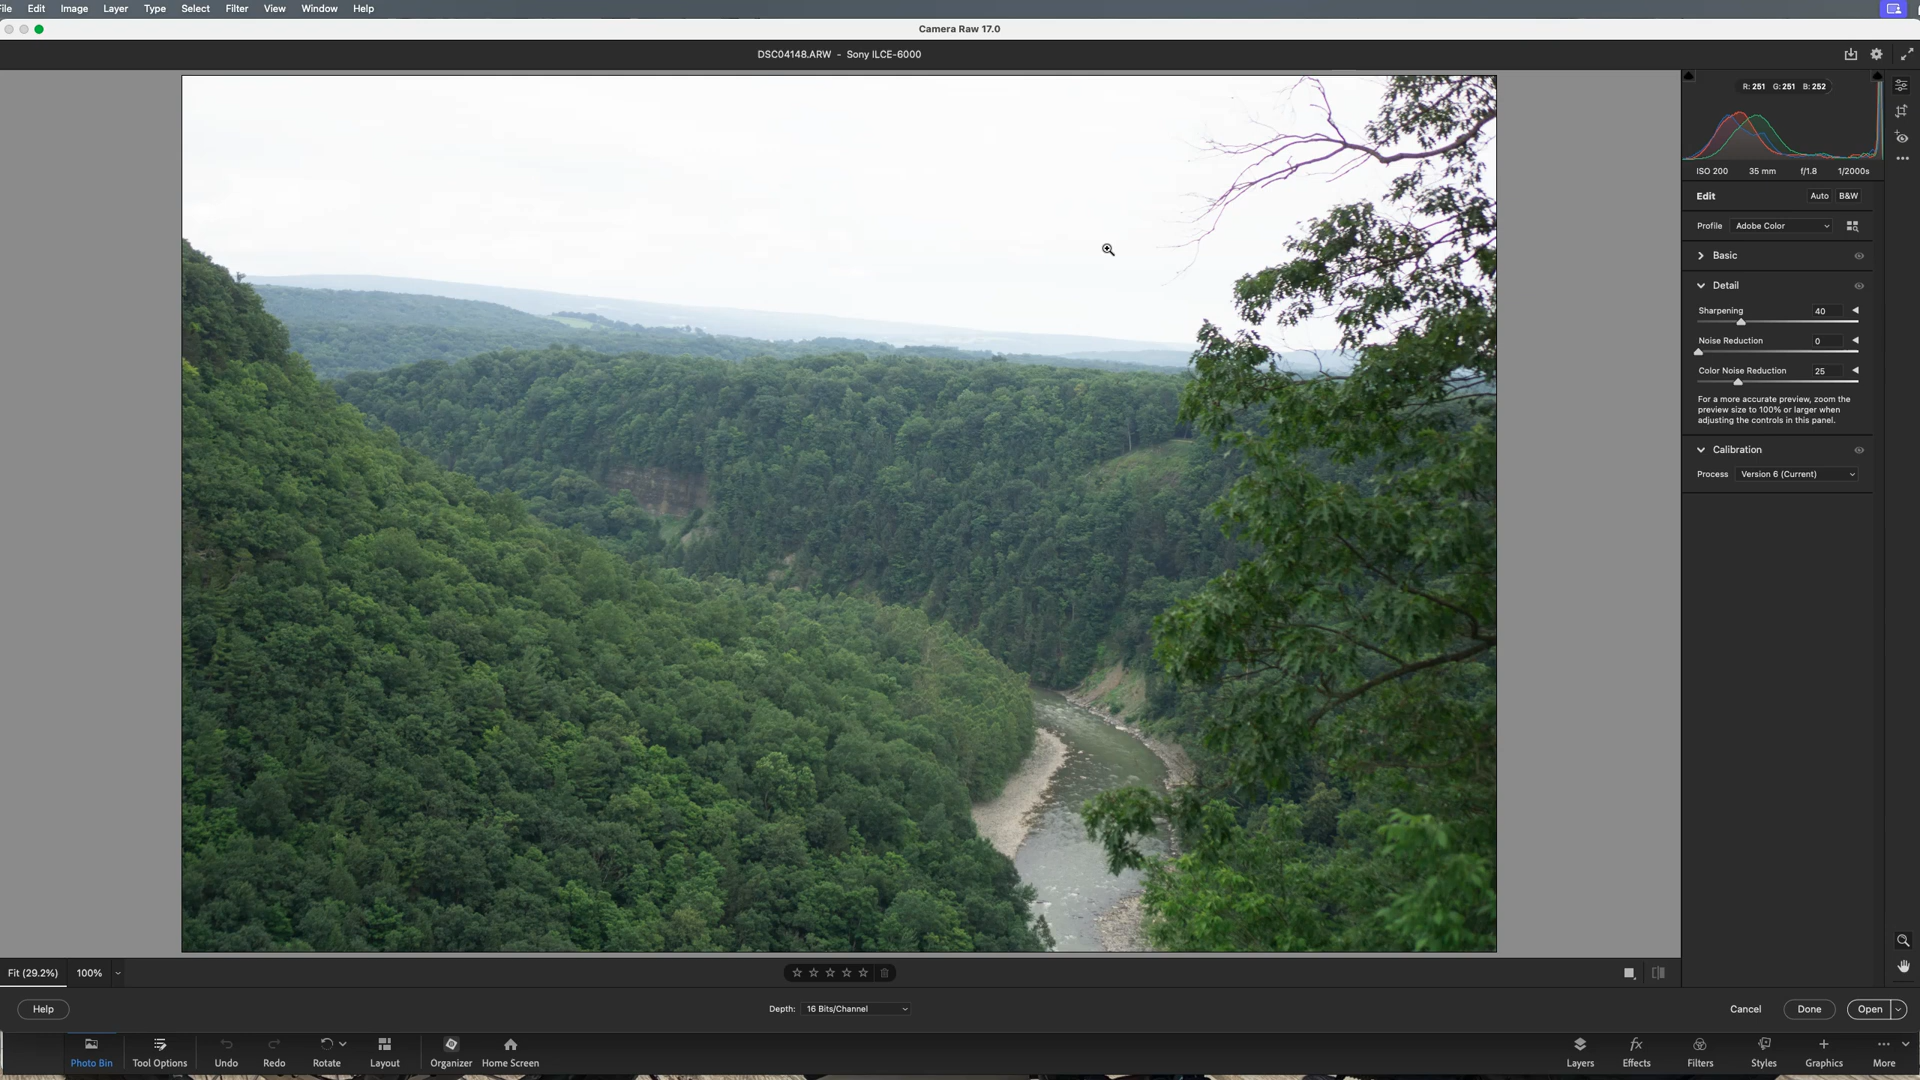 File Edit Image Layer Type Select Filter View Window Help
Camera Raw 17.0
DSC04148.ARW - Sony ILCE-6000
R: 251 G: 251 B: 252
ISO 200 35 mm f/1.8 1/2000s
Edit Auto B&W
Profile Adobe Color
Basic
Detail
Sharpening 40
Noise Reduction 0
Color Noise Reduction 25
For a more accurate preview, zoom the
preview size to 100% or larger when
adjusting the controls in this panel.
Calibration
Process Version 6 (Current)
Fit (29.2%) 100%
Help Depth: 16 Bits/Channel Cancel Done Open
Photo Bin Tool Options Undo Redo Rotate Layout Organizer Home Screen Layers Effects Filters Styles Graphics More